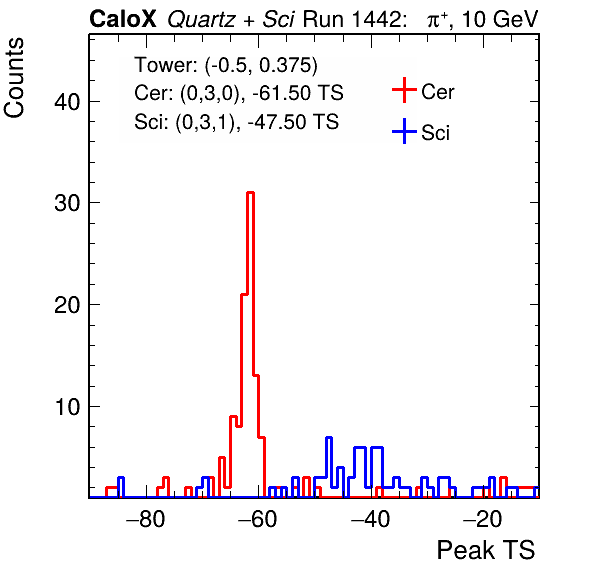 CaloX Quartz + Sci Run 1442: π⁺, 10 GeV
Counts
Tower: (-0.5, 0.375)
Cer: (0,3,0), -61.50 TS
Sci: (0,3,1), -47.50 TS
Cer
Sci
40
30
20
10
−80 −60 −40 −20
Peak TS